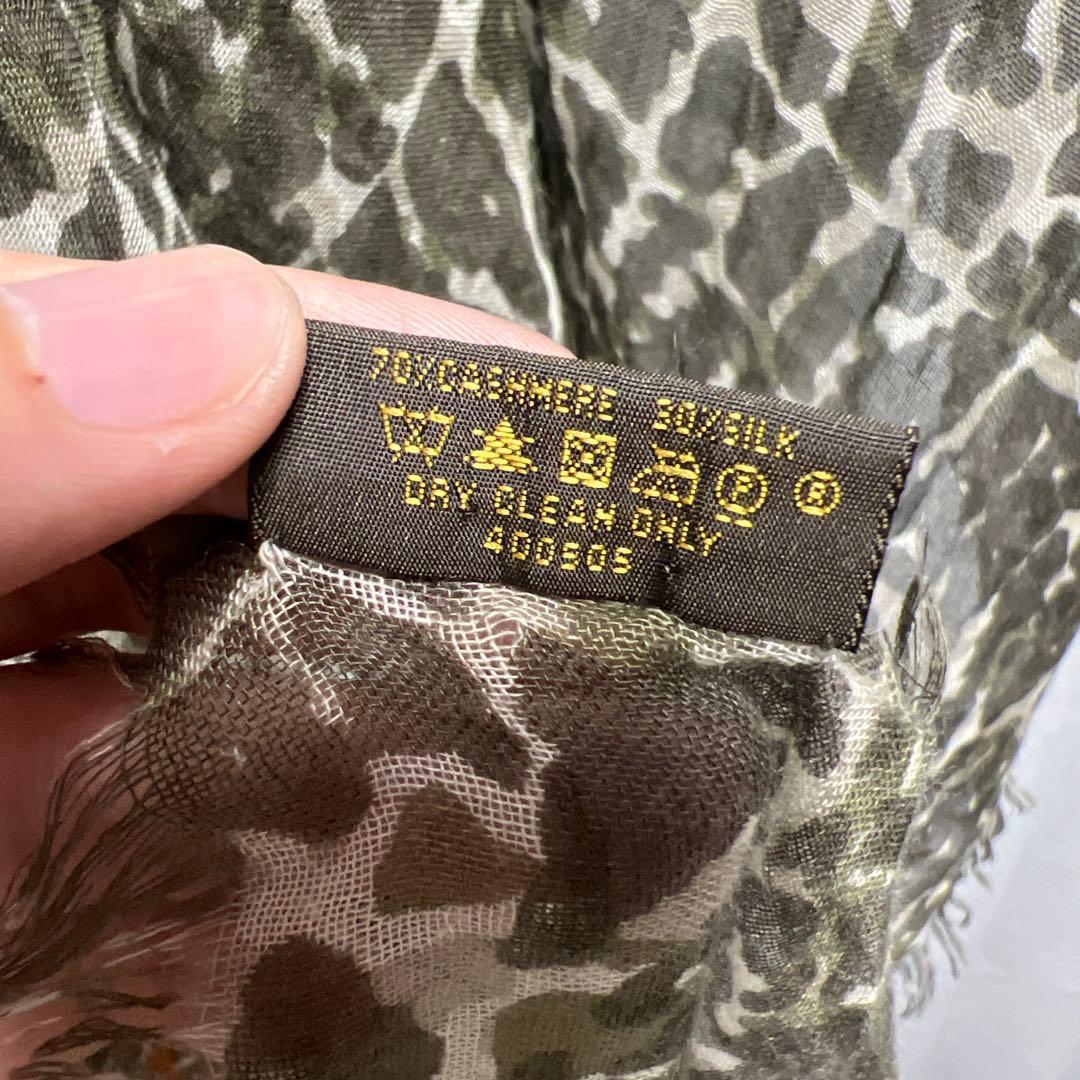 70%CASHMERE 30%SILK
P ®
DRY CLEAN ONLY
400505